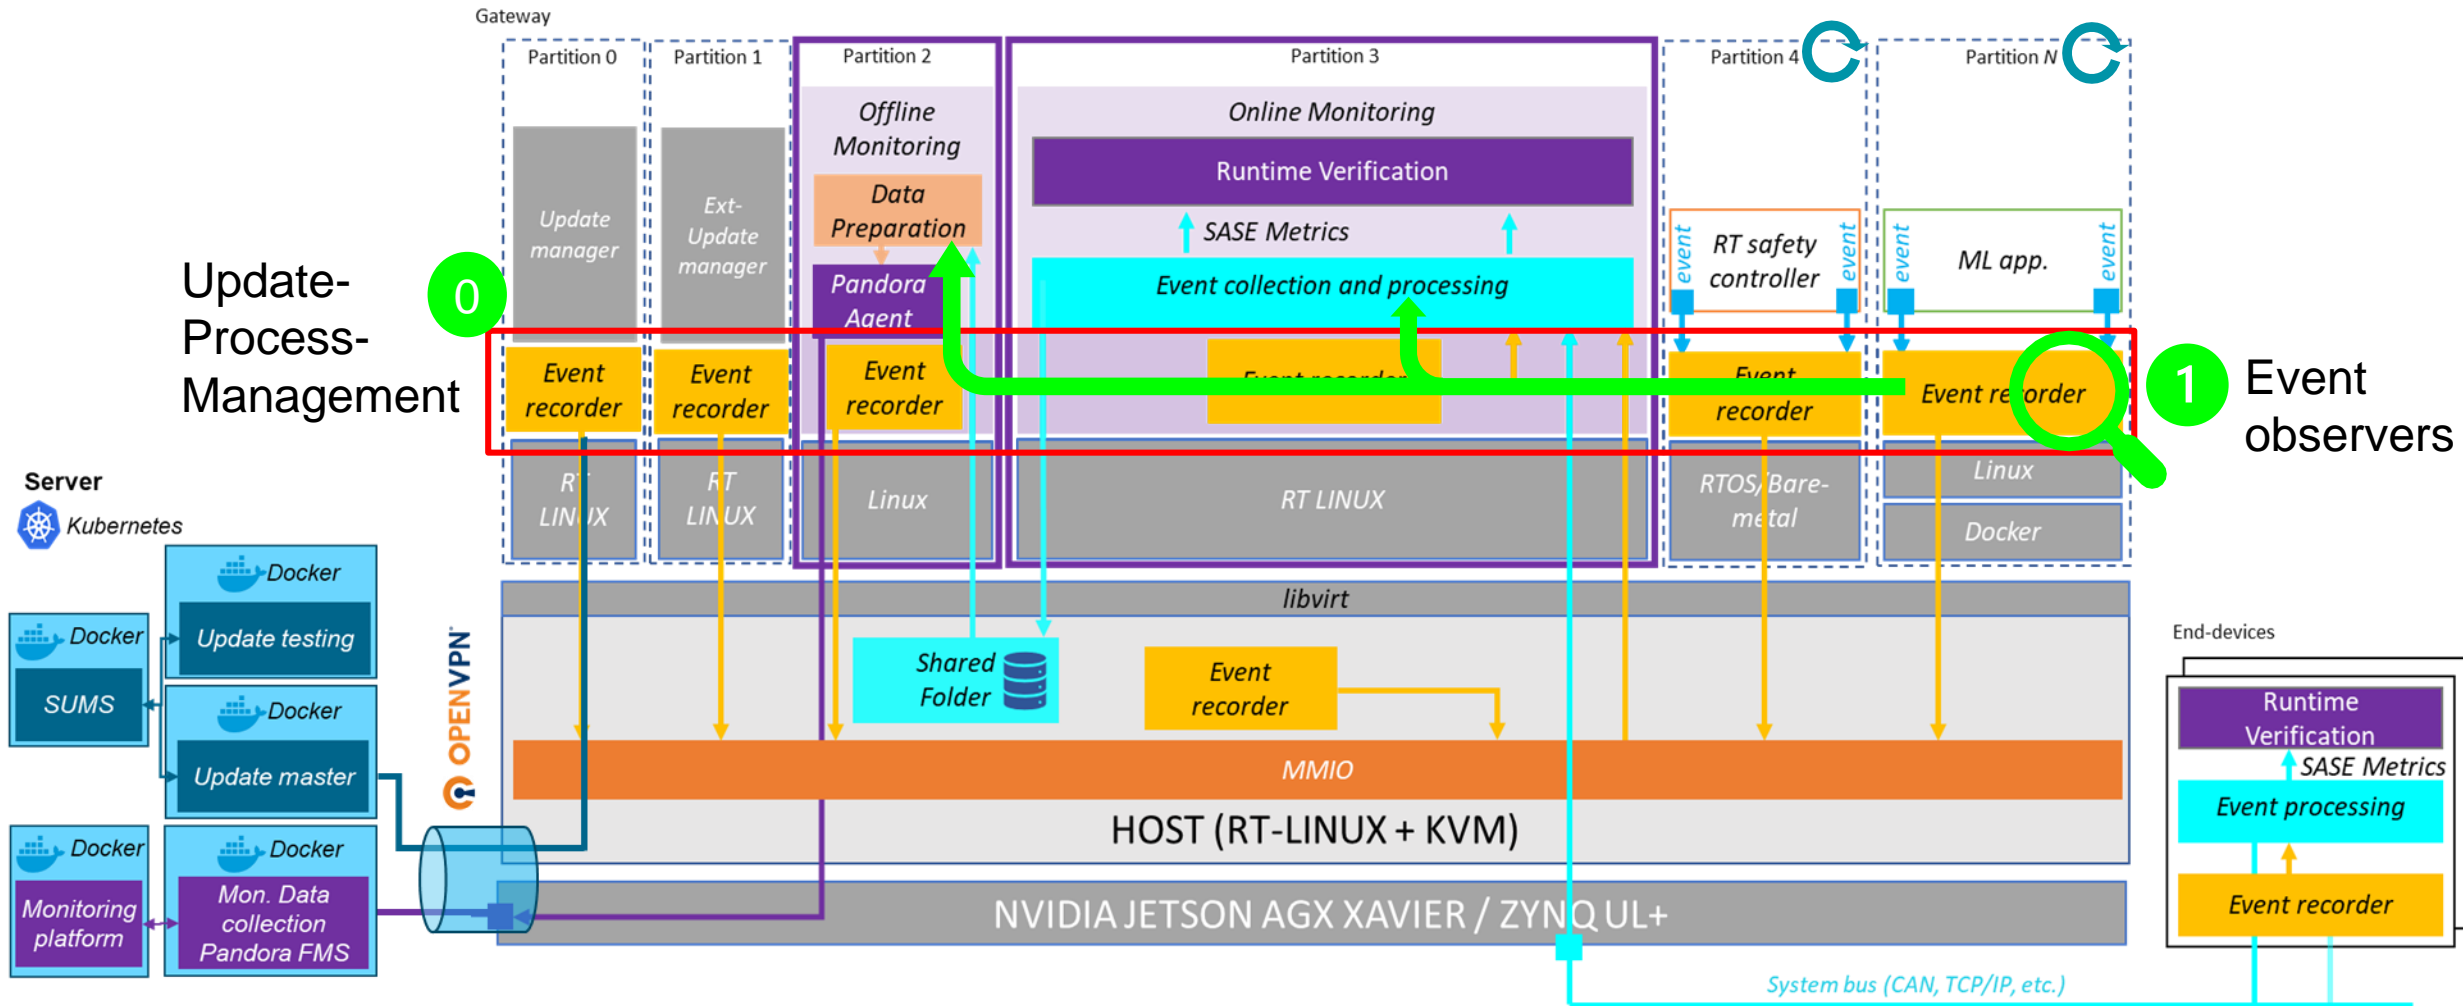 Gateway
Partition 0
Partition 1
Partition 2
Partition 3
Partition 4
Partition N
Update
manager
Ext-
Update
manager
Offline
Monitoring
Data
Preparation
Pandora
Agent
Online Monitoring
Runtime Verification
SASE Metrics
Event collection and processing
event
RT safety
controller
event
event
ML app.
event
Update-
Process-
Management
0
Event
recorder
Event
recorder
Event
recorder
Event recorder
Event
recorder
Event recorder
1
Event
observers
RT
LINUX
RT
LINUX
Linux
RT LINUX
RTOS/Bare-
metal
Linux
Docker
Server
Kubernetes
Docker
Update testing
Docker
SUMS
Docker
Update master
Docker
Monitoring
platform
Docker
Mon. Data
collection
Pandora FMS
OPENVPN
libvirt
Shared
Folder
Event
recorder
MMIO
HOST (RT-LINUX + KVM)
NVIDIA JETSON AGX XAVIER / ZYNQ UL+
End-devices
Runtime
Verification
SASE Metrics
Event processing
Event recorder
System bus (CAN, TCP/IP, etc.)